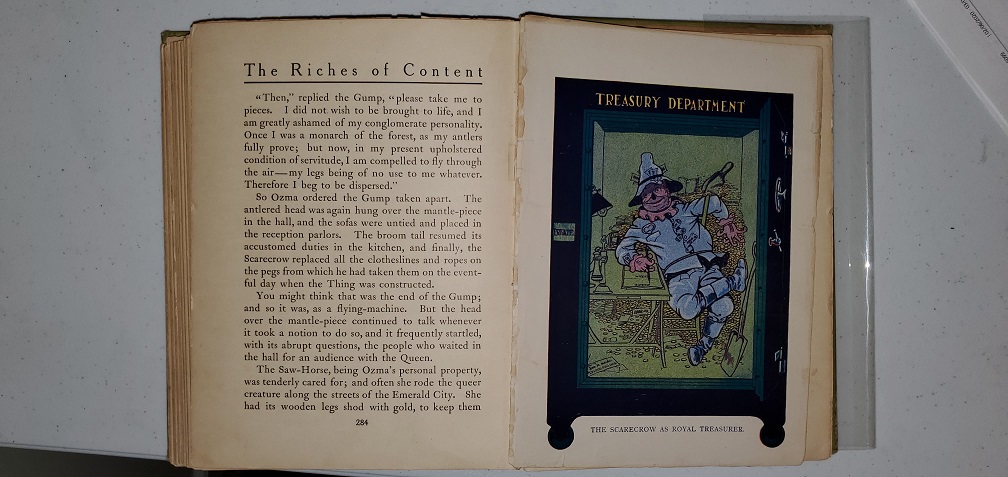 The Riches of Content
“Then,” replied the Gump, “please take me to
pieces. I did not wish to be brought to life, and I
am greatly ashamed of my conglomerate personality.
Once I was a monarch of the forest, as my antlers
fully prove; but now, in my present upholstered
condition of servitude, I am compelled to fly through
the air—my legs being of no use to me whatever.
Therefore I beg to be dispersed.”
So Ozma ordered the Gump taken apart. The
antlered head was again hung over the mantle-piece
in the hall, and the sofas were untied and placed in
the reception parlors. The broom tail resumed its
accustomed duties in the kitchen, and finally, the
Scarecrow replaced all the clotheslines and ropes on
the pegs from which he had taken them on the event-
ful day when the Thing was constructed.
You might think that was the end of the Gump;
and so it was, as a flying-machine. But the head
over the mantle-piece continued to talk whenever
it took a notion to do so, and it frequently startled,
with its abrupt questions, the people who waited in
the hall for an audience with the Queen.
The Saw-Horse, being Ozma’s personal property,
was tenderly cared for; and often she rode the queer
creature along the streets of the Emerald City. She
had its wooden legs shod with gold, to keep them
284
TREASURY DEPARTMENT
THE SCARECROW AS ROYAL TREASURER.